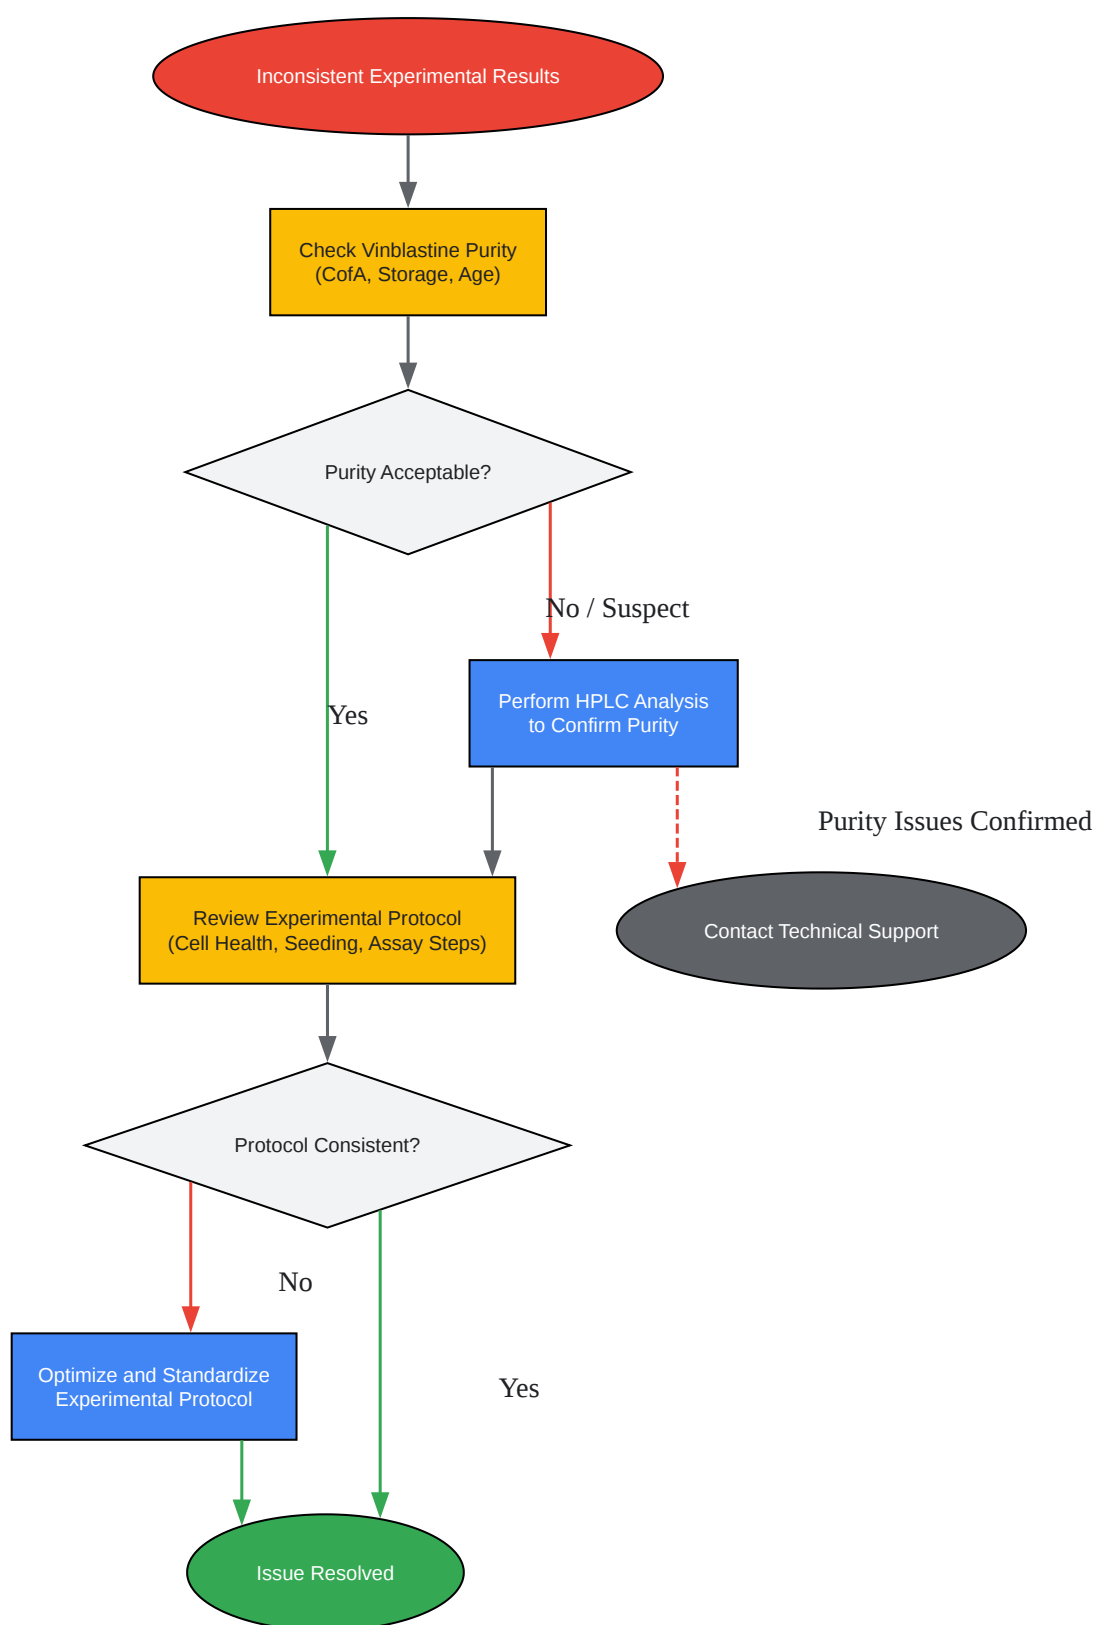 Inconsistent Experimental Results
Check Vinblastine Purity
(CofA, Storage, Age)
Purity Acceptable?
No / Suspect
Perform HPLC Analysis
to Confirm Purity
Yes
Purity Issues Confirmed
Review Experimental Protocol
(Cell Health, Seeding, Assay Steps)
Contact Technical Support
Protocol Consistent?
No
Optimize and Standardize
Experimental Protocol
Yes
Issue Resolved